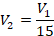 V₂ = V₁/15